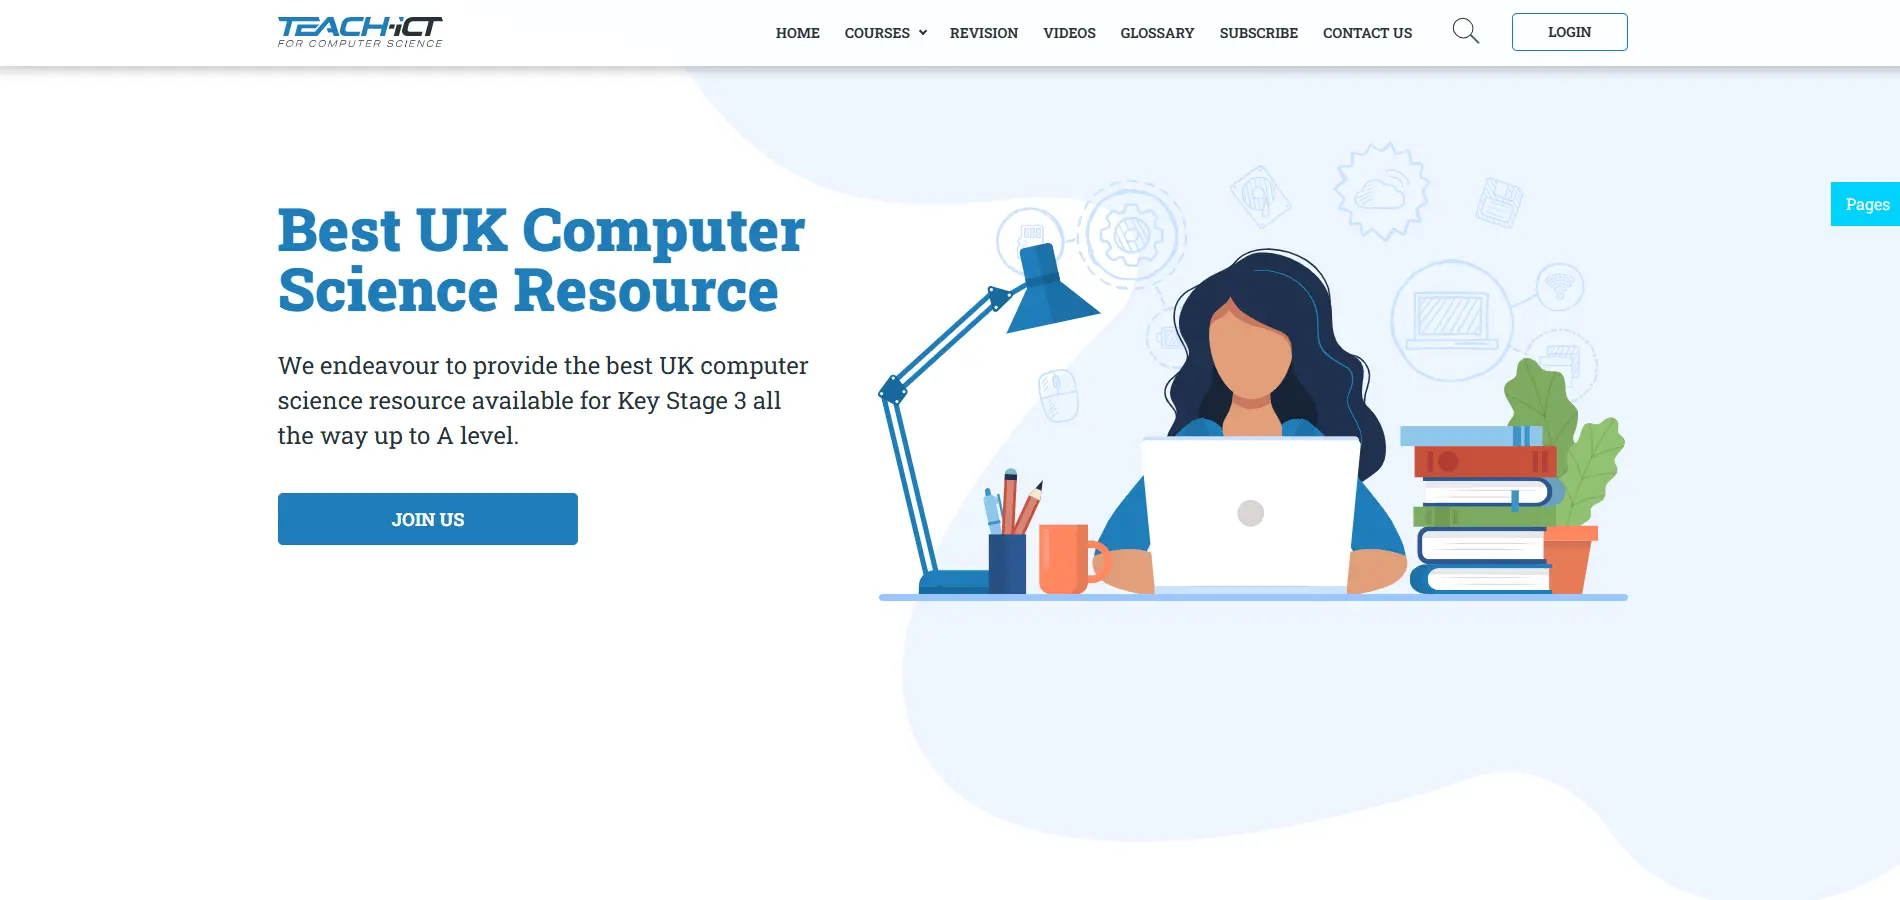 TEACH-iCT
FOR COMPUTER SCIENCE
HOME COURSES REVISION VIDEOS GLOSSARY SUBSCRIBE CONTACT US LOGIN
Pages
Best UK Computer
Science Resource
We endeavour to provide the best UK computer
science resource available for Key Stage 3 all
the way up to A level.
JOIN US